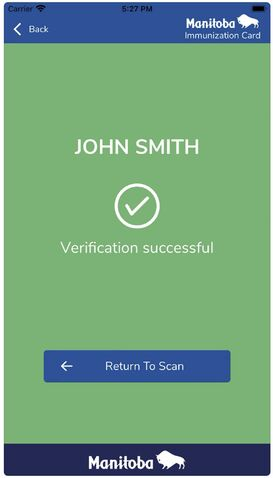 Carrier 5:27 PM
Back
Manitoba
Immunization Card
JOHN SMITH
Verification successful
Return To Scan
Manitoba